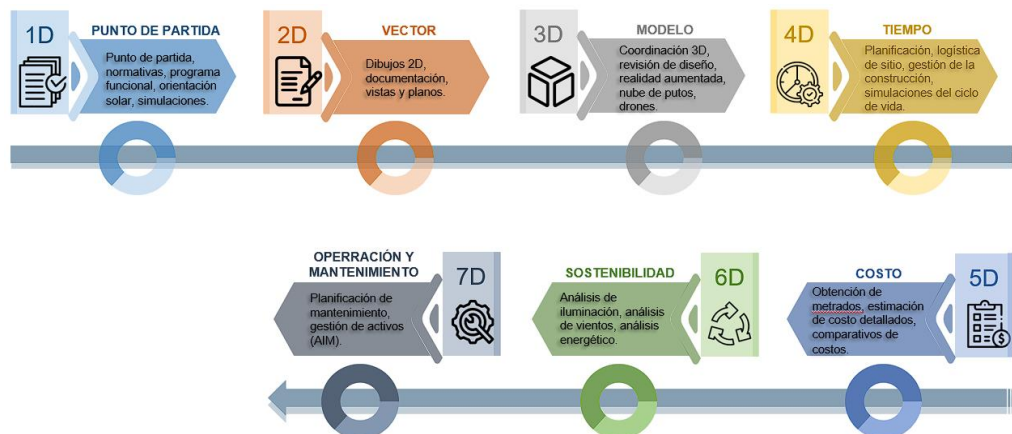 1D
PUNTO DE PARTIDA
Punto de partida,
normativas, programa
funcional, orientación
solar, simulaciones.
2D
VECTOR
Dibujos 2D,
documentación,
vistas y planos.
3D
MODELO
Coordinación 3D,
revisión de diseño,
realidad aumentada,
nube de putos,
drones.
4D
TIEMPO
Planificación, logística
de sitio, gestión de la
construcción,
simulaciones del ciclo
de vida.
OPERRACIÓN Y
MANTENIMIENTO
7D
Planificación de
mantenimiento,
gestión de activos
(AIM).
SOSTENIBILIDAD
6D
Análisis de
iluminación, análisis
de vientos, análisis
energético.
COSTO
5D
Obtención de
metrados, estimación
de costo detallados,
comparativos de
costos.